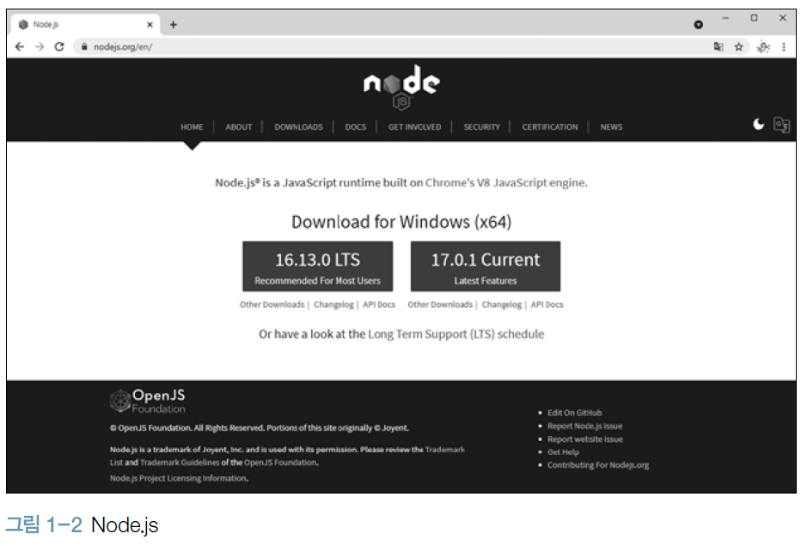 Node.js
nodejs.org/en/
node
JS
HOME | ABOUT | DOWNLOADS | DOCS | GET INVOLVED | SECURITY | CERTIFICATION | NEWS
Node.js® is a JavaScript runtime built on Chrome's V8 JavaScript engine.
Download for Windows (x64)
16.13.0 LTS
Recommended For Most Users
17.0.1 Current
Latest Features
Other Downloads | Changelog | API Docs
Other Downloads | Changelog | API Docs
Or have a look at the Long Term Support (LTS) schedule
OpenJS
Foundation
© OpenJS Foundation. All Rights Reserved. Portions of this site originally © Joyent.
Node.js is a trademark of Joyent, Inc. and is used with its permission. Please review the Trademark
List and Trademark Guidelines of the OpenJS Foundation.
Node.js Project Licensing Information.
Edit On GitHub
Report Node.js issue
Report website issue
Get Help
Contributing For Nodejs.org
그림 1-2 Node.js